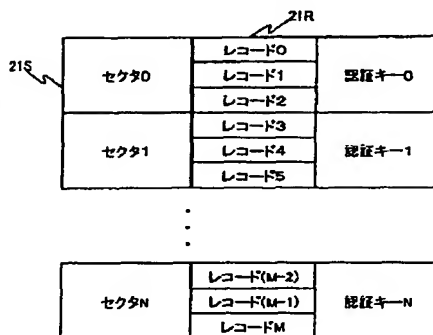 21R
21S
セクタ0
レコード0
レコード1
レコード2
認証キー0
セクタ1
レコード3
レコード4
レコード5
認証キー1
セクタN
レコード(M-2)
レコード(M-1)
レコードM
認証キーN